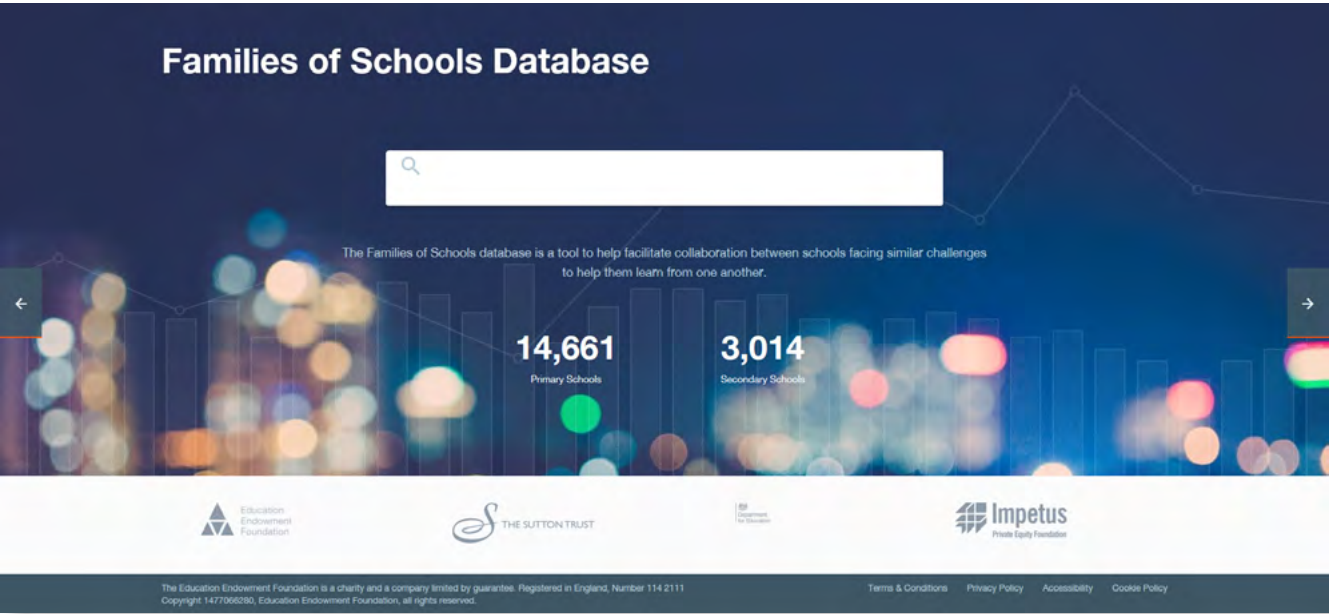 Families of Schools Database
The Families of Schools database is a tool to help facilitate collaboration between schools facing similar challenges
to help them learn from one another.
14,661
3,014
Primary Schools
Secondary Schools
Education
Endowment
Foundation
THE SUTTON TRUST
Department
for Education
Impetus
Private Equity Foundation
The Education Endowment Foundation is a charity and a company limited by guarantee. Registered in England, Number 114 2111
Copyright 1477066280, Education Endowment Foundation, all rights reserved.
Terms & Conditions
Privacy Policy
Accessibility
Cookie Policy